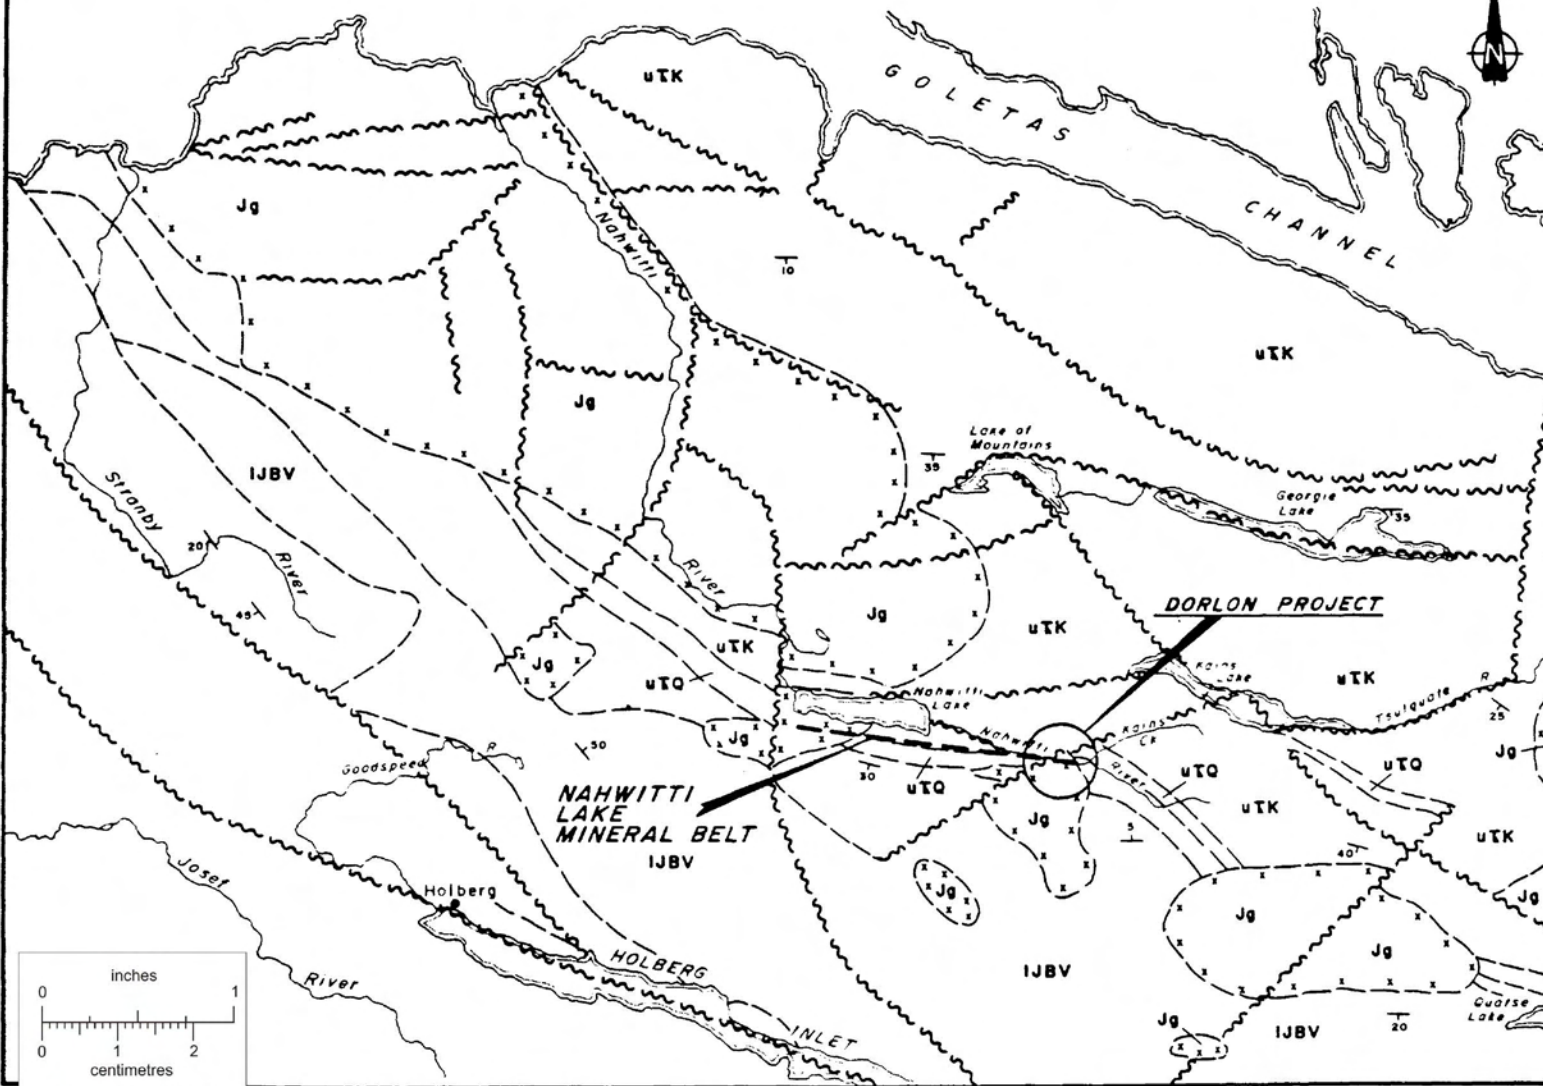 N
uTK
GOLETAS
CHANNEL
Jg
Nahwitti
10
uTK
Jg
Lake of
Mountains
35
IJBV
Stranby
River
20
45
Georgie
Lake
35
River
DORLON PROJECT
Jg
uTK
uTK
Jg
uTQ
Nahwitti
Lake
Kains
Lake
uTK
Tsulquate R
25
Jg
Jg
50
Goodspeed R
Nahwitti
River
Kains
Ck
30
uTQ
uTQ
uTQ
uTK
uTK
NAHWITTI
LAKE
MINERAL BELT
IJBV
Jg
5
40
Jg
Jg
Jg
Jg
Josef
River
Holberg
HOLBERG
INLET
IJBV
Jg
IJBV
20
Quatse
Lake
inches
0 1
0 1 2
centimetres